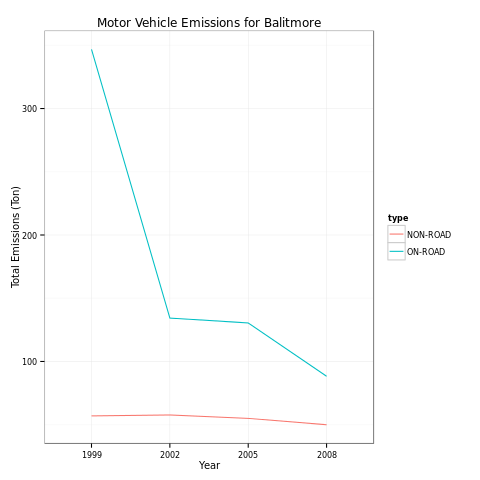 Motor Vehicle Emissions for Balitmore
Total Emissions (Ton)
300
200
100
1999 2002 2005 2008
Year
type
NON-ROAD
ON-ROAD